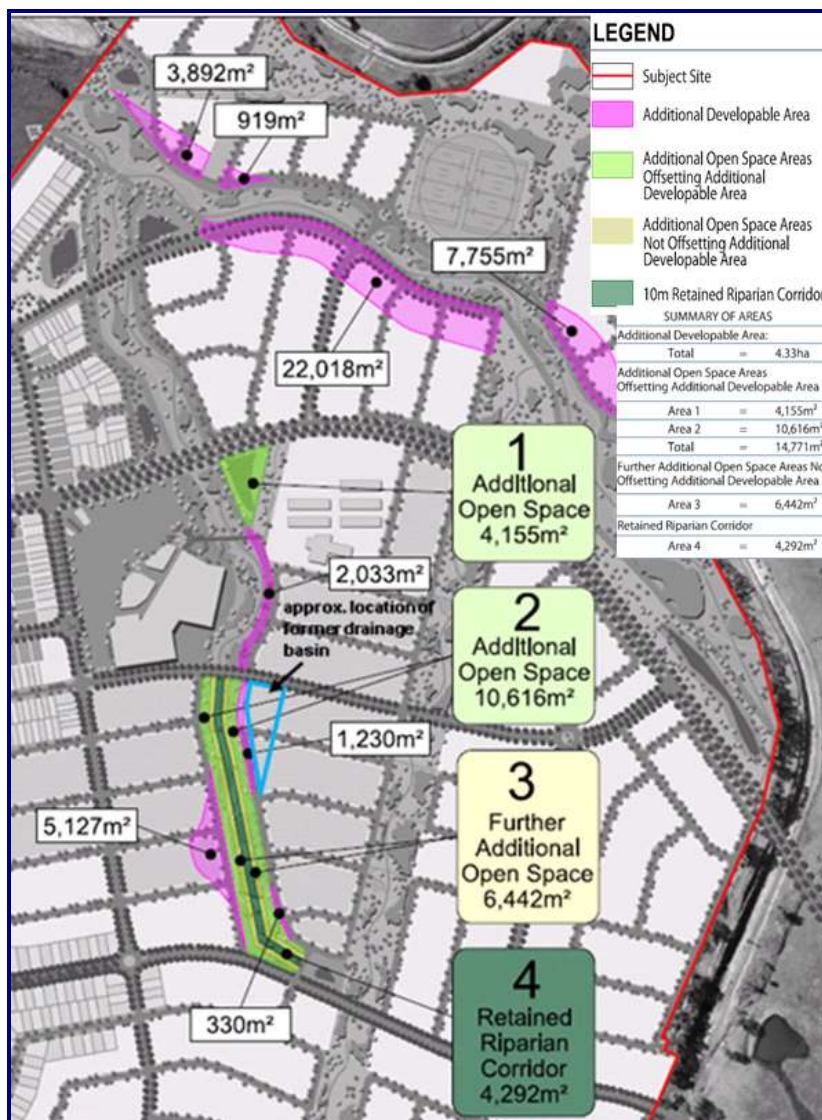 LEGEND
Subject Site
Additional Developable Area
Additional Open Space Areas
Offsetting Additional
Developable Area
Additional Open Space Areas
Not Offsetting Additional
Developable Area
10m Retained Riparian Corridor
SUMMARY OF AREAS
Additional Developable Area:
Total = 4.33ha
Additional Open Space Areas
Offsetting Additional Developable Area
Area 1 = 4,155m²
Area 2 = 10,616m²
Total = 14,771m²
Further Additional Open Space Areas No
Offsetting Additional Developable Area
Area 3 = 6,442m²
Retained Riparian Corridor
Area 4 = 4,292m²
3,892m²
919m²
7,755m²
22,018m²
1
Additional
Open Space
4,155m²
2,033m²
approx. location of
former drainage
basin
2
Additional
Open Space
10,616m²
1,230m²
3
Further
Additional
Open Space
6,442m²
5,127m²
330m²
4
Retained
Riparian
Corridor
4,292m²